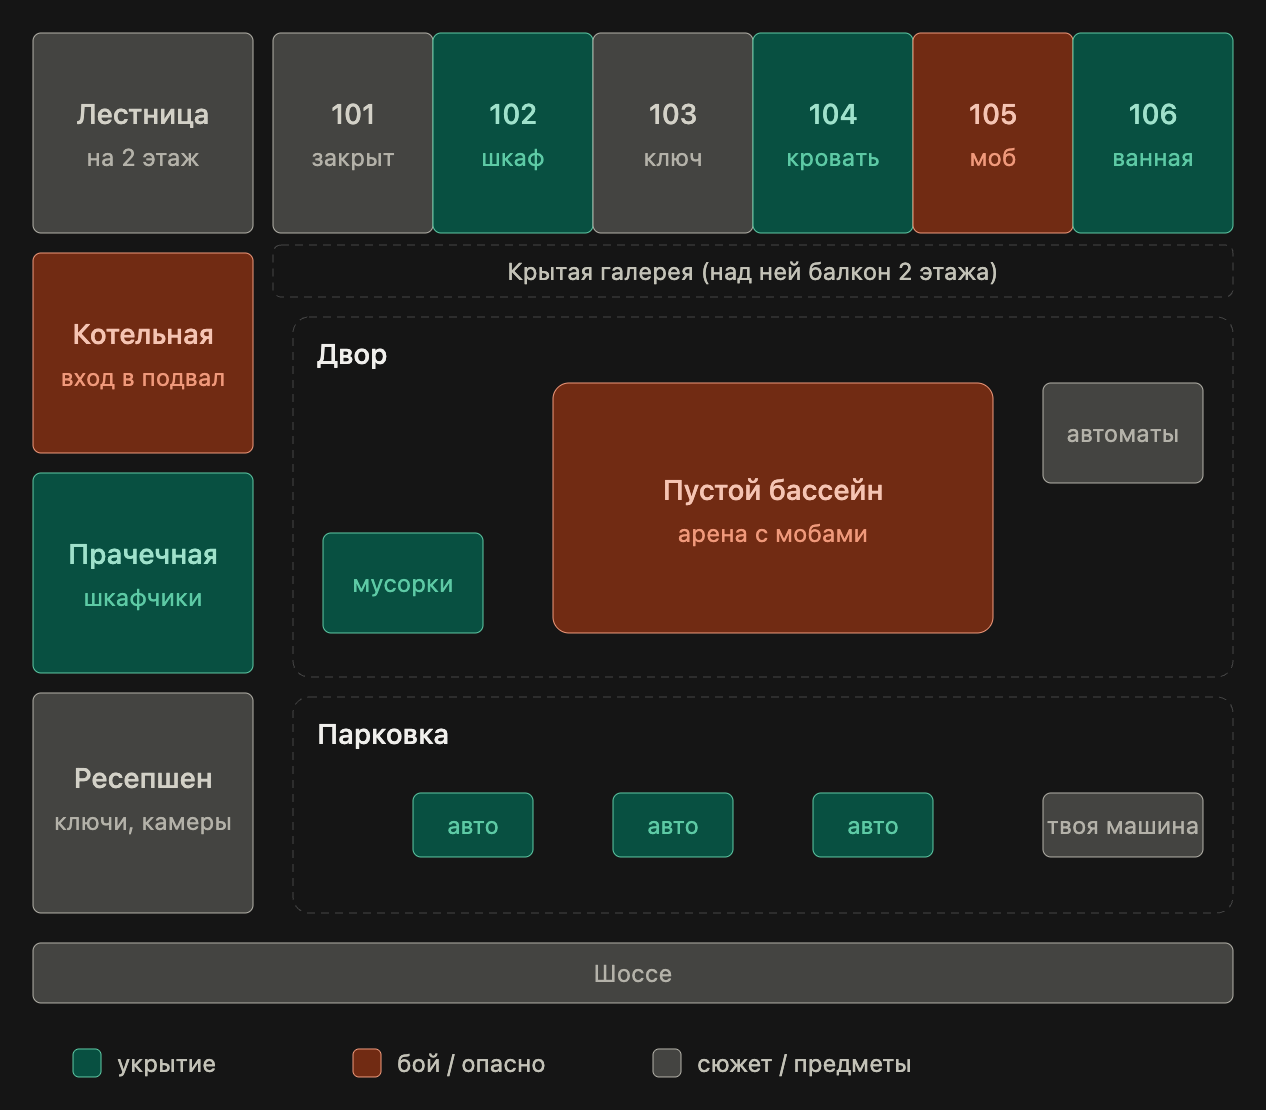 Лестница
на 2 этаж
101
закрыт
102
шкаф
103
ключ
104
кровать
105
моб
106
ванная
Крытая галерея (над ней балкон 2 этажа)
Котельная
вход в подвал
Двор
Пустой бассейн
арена с мобами
автоматы
мусорки
Прачечная
шкафчики
Ресепшен
ключи, камеры
Парковка
авто
авто
авто
твоя машина
Шоссе
укрытие
бой / опасно
сюжет / предметы